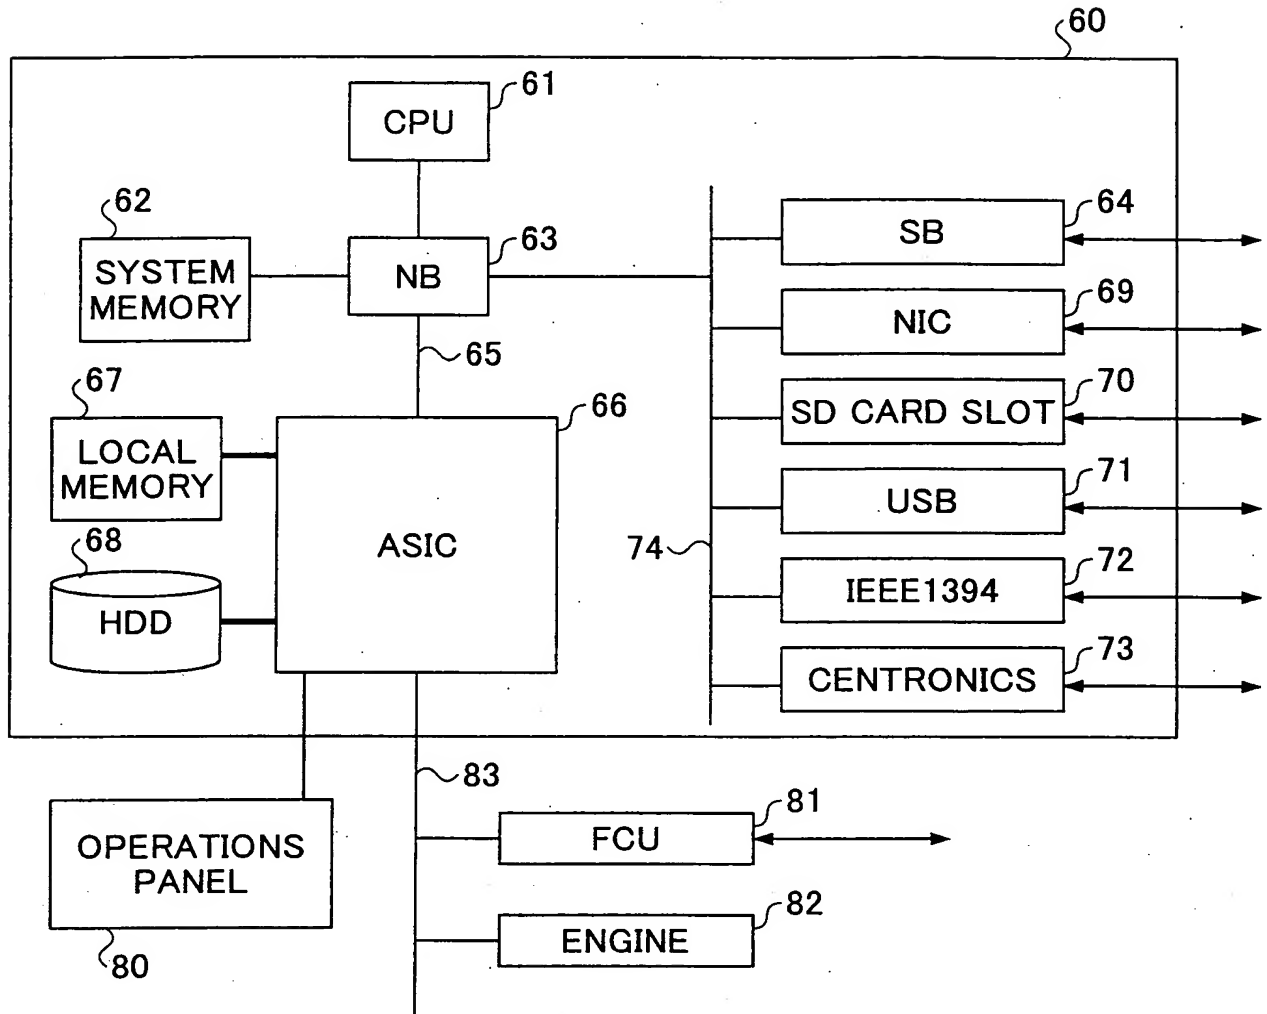 60
61
CPU
62
SYSTEM
MEMORY
63
NB
64
SB
65
69
NIC
67
LOCAL
MEMORY
66
ASIC
70
SD CARD SLOT
71
USB
68
HDD
74
72
IEEE1394
73
CENTRONICS
83
OPERATIONS
PANEL
80
81
FCU
82
ENGINE